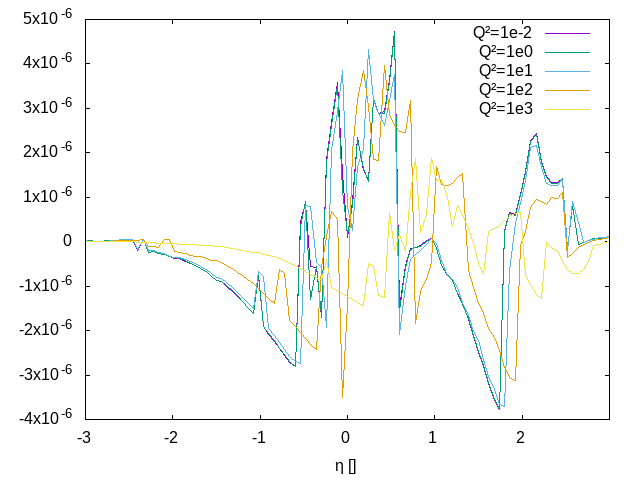 5x10⁻⁶
4x10⁻⁶
3x10⁻⁶
2x10⁻⁶
1x10⁻⁶
0
-1x10⁻⁶
-2x10⁻⁶
-3x10⁻⁶
-4x10⁻⁶
-3 -2 -1 0 1 2
η []
Q²=1e-2
Q²=1e0
Q²=1e1
Q²=1e2
Q²=1e3